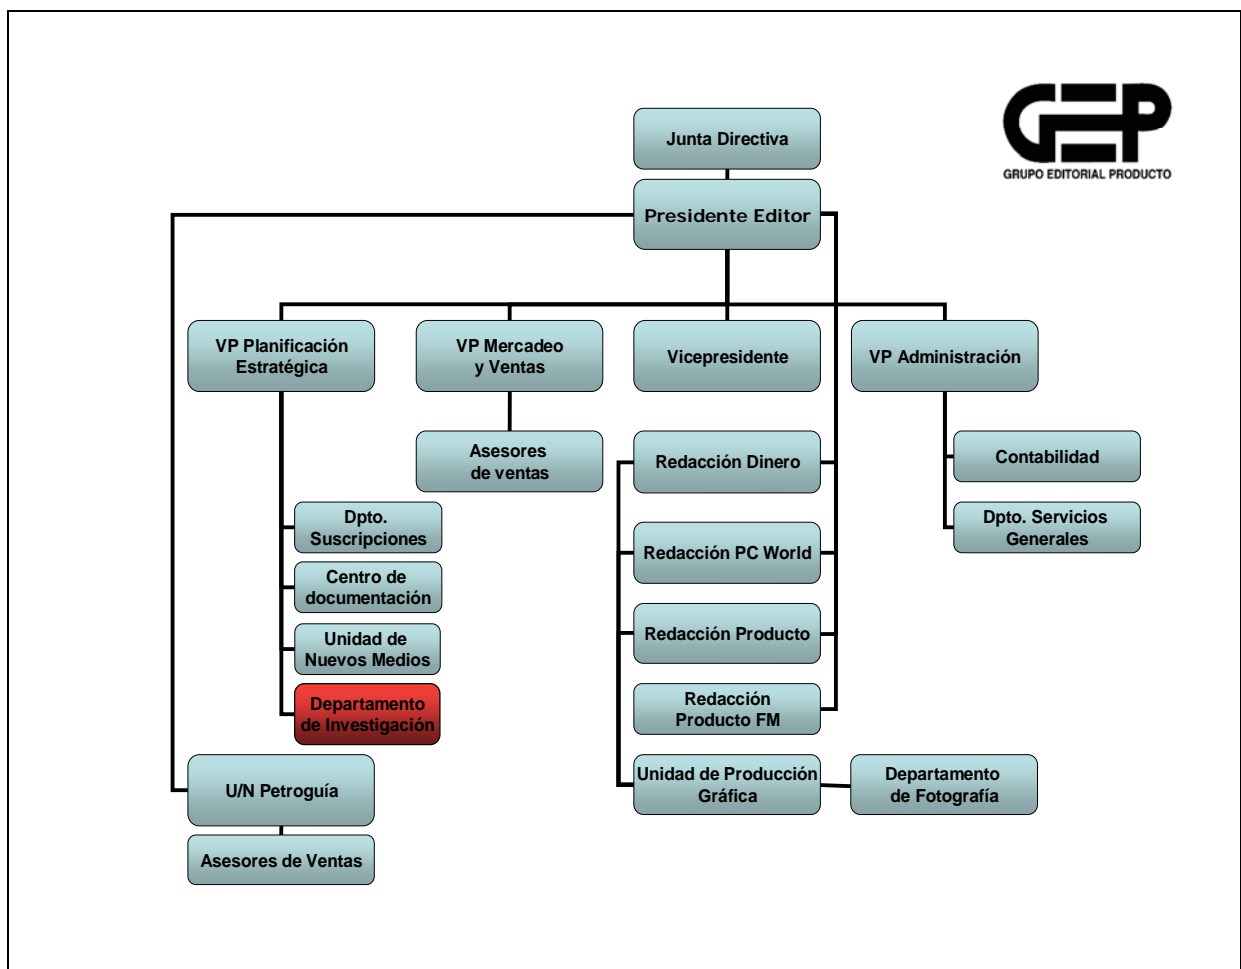 GEP
GRUPO EDITORIAL PRODUCTO
Junta Directiva
Presidente Editor
VP Planificación
Estratégica
VP Mercadeo
y Ventas
Vicepresidente
VP Administración
Asesores
de ventas
Redacción Dinero
Contabilidad
Dpto.
Suscripciones
Redacción PC World
Dpto. Servicios
Generales
Centro de
documentación
Unidad de
Nuevos Medios
Redacción Producto
Departamento
de Investigación
Redacción
Producto FM
U/N Petroguía
Unidad de Producción
Gráfica
Departamento
de Fotografía
Asesores de Ventas